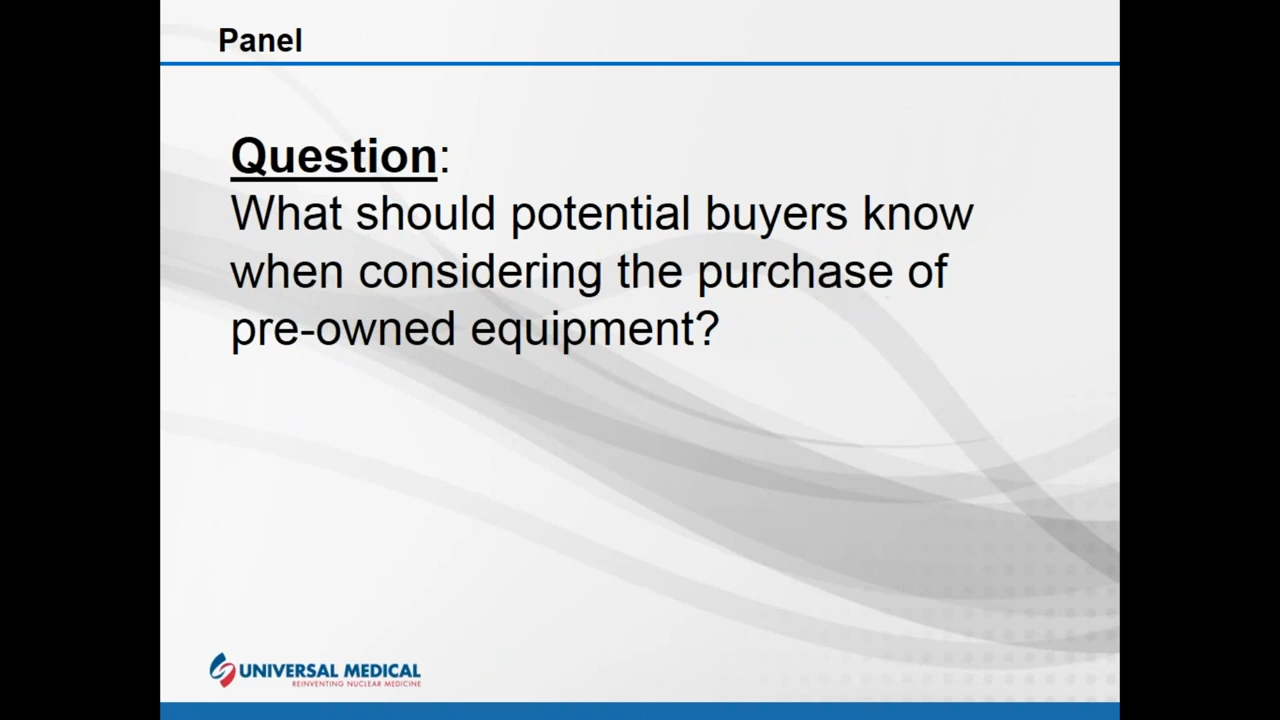 Panel
Question:
What should potential buyers know
when considering the purchase of
pre-owned equipment?
UNIVERSAL MEDICAL
REINVENTING NUCLEAR MEDICINE